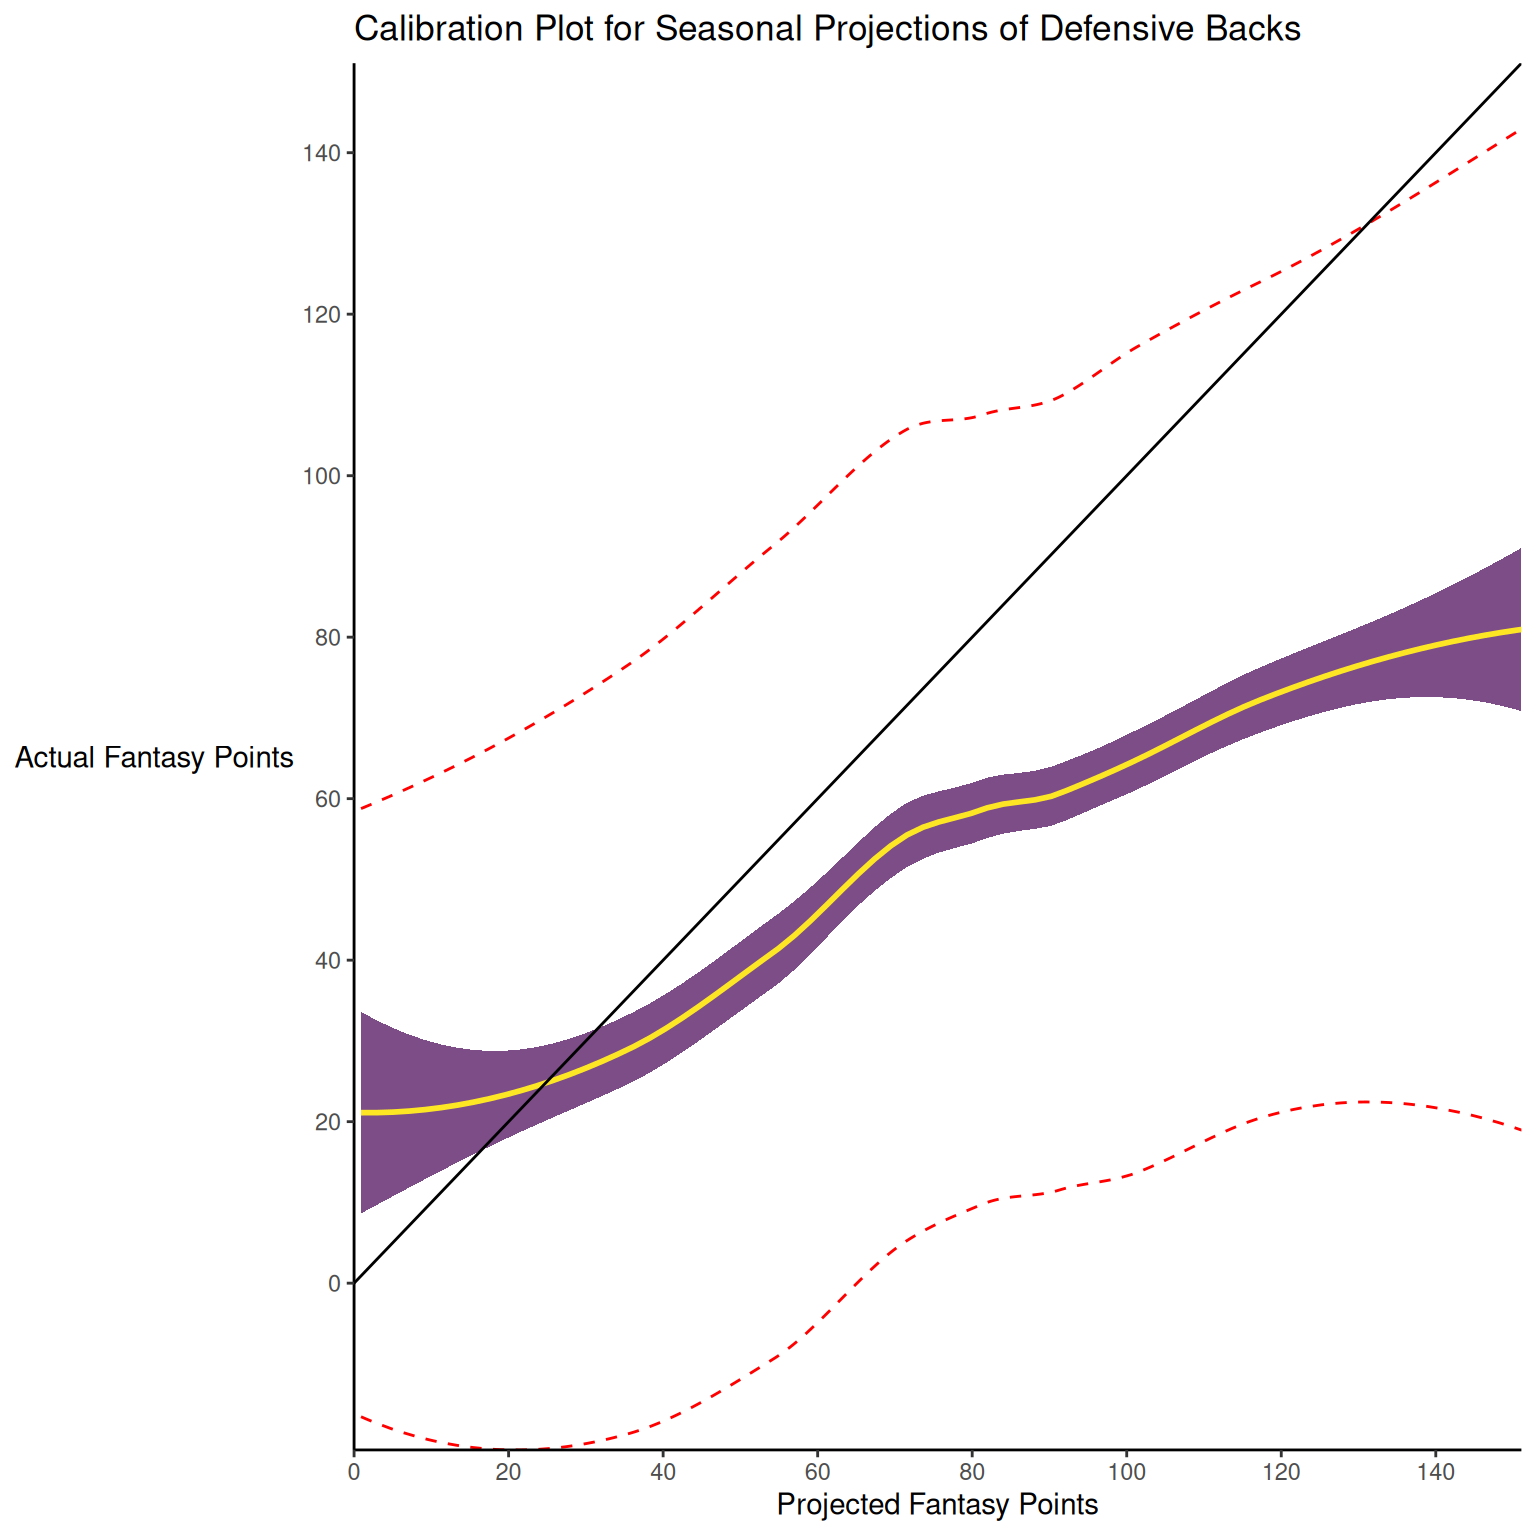 Calibration Plot for Seasonal Projections of Defensive Backs
140
120
100
80
60
40
20
0
Actual Fantasy Points
0 20 40 60 80 100 120 140
Projected Fantasy Points